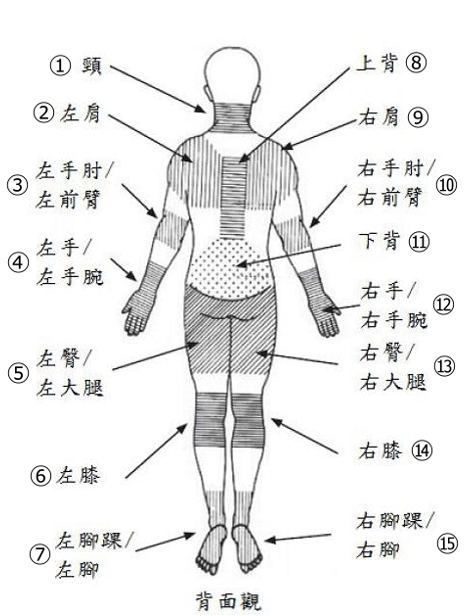 ① 頸
② 左肩
③ 左手肘/
左前臂
④ 左手/
左手腕
⑤ 左臀/
左大腿
⑥ 左膝
⑦ 左腳踝/
左腳
上背 ⑧
右肩 ⑨
右手肘/
右前臂 ⑩
下背 ⑪
右手/
右手腕 ⑫
右臀/
右大腿 ⑬
右膝 ⑭
右腳踝/
右腳 ⑮
背面觀